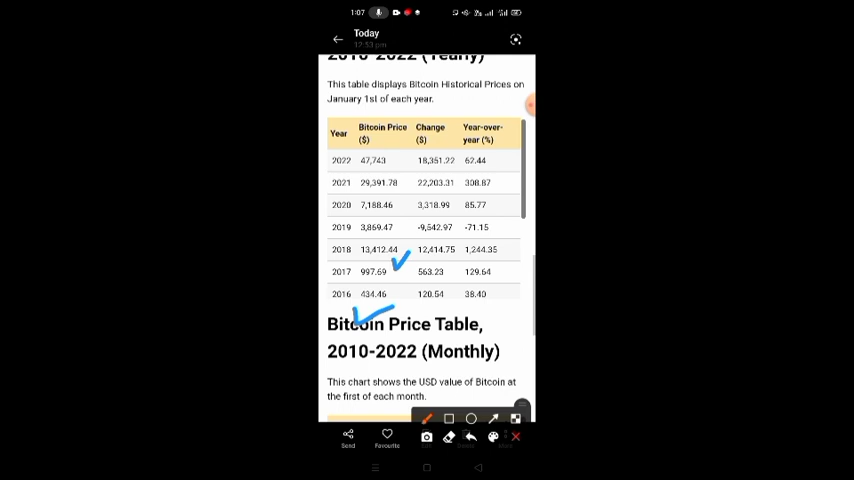 1:07
Today
12:53 pm
2010-2022 (Yearly)
This table displays Bitcoin Historical Prices on
January 1st of each year.
Year Bitcoin Price ($) Change ($) Year-over-year (%)
2022 47,743 18,351.22 62.44
2021 29,391.78 22,203.31 308.87
2020 7,188.46 3,318.99 85.77
2019 3,869.47 -9,542.97 -71.15
2018 13,412.44 12,414.75 1,244.35
2017 997.69 563.23 129.64
2016 434.46 120.54 38.40
Bitcoin Price Table,
2010-2022 (Monthly)
This chart shows the USD value of Bitcoin at
the first of each month.
Send Favourite